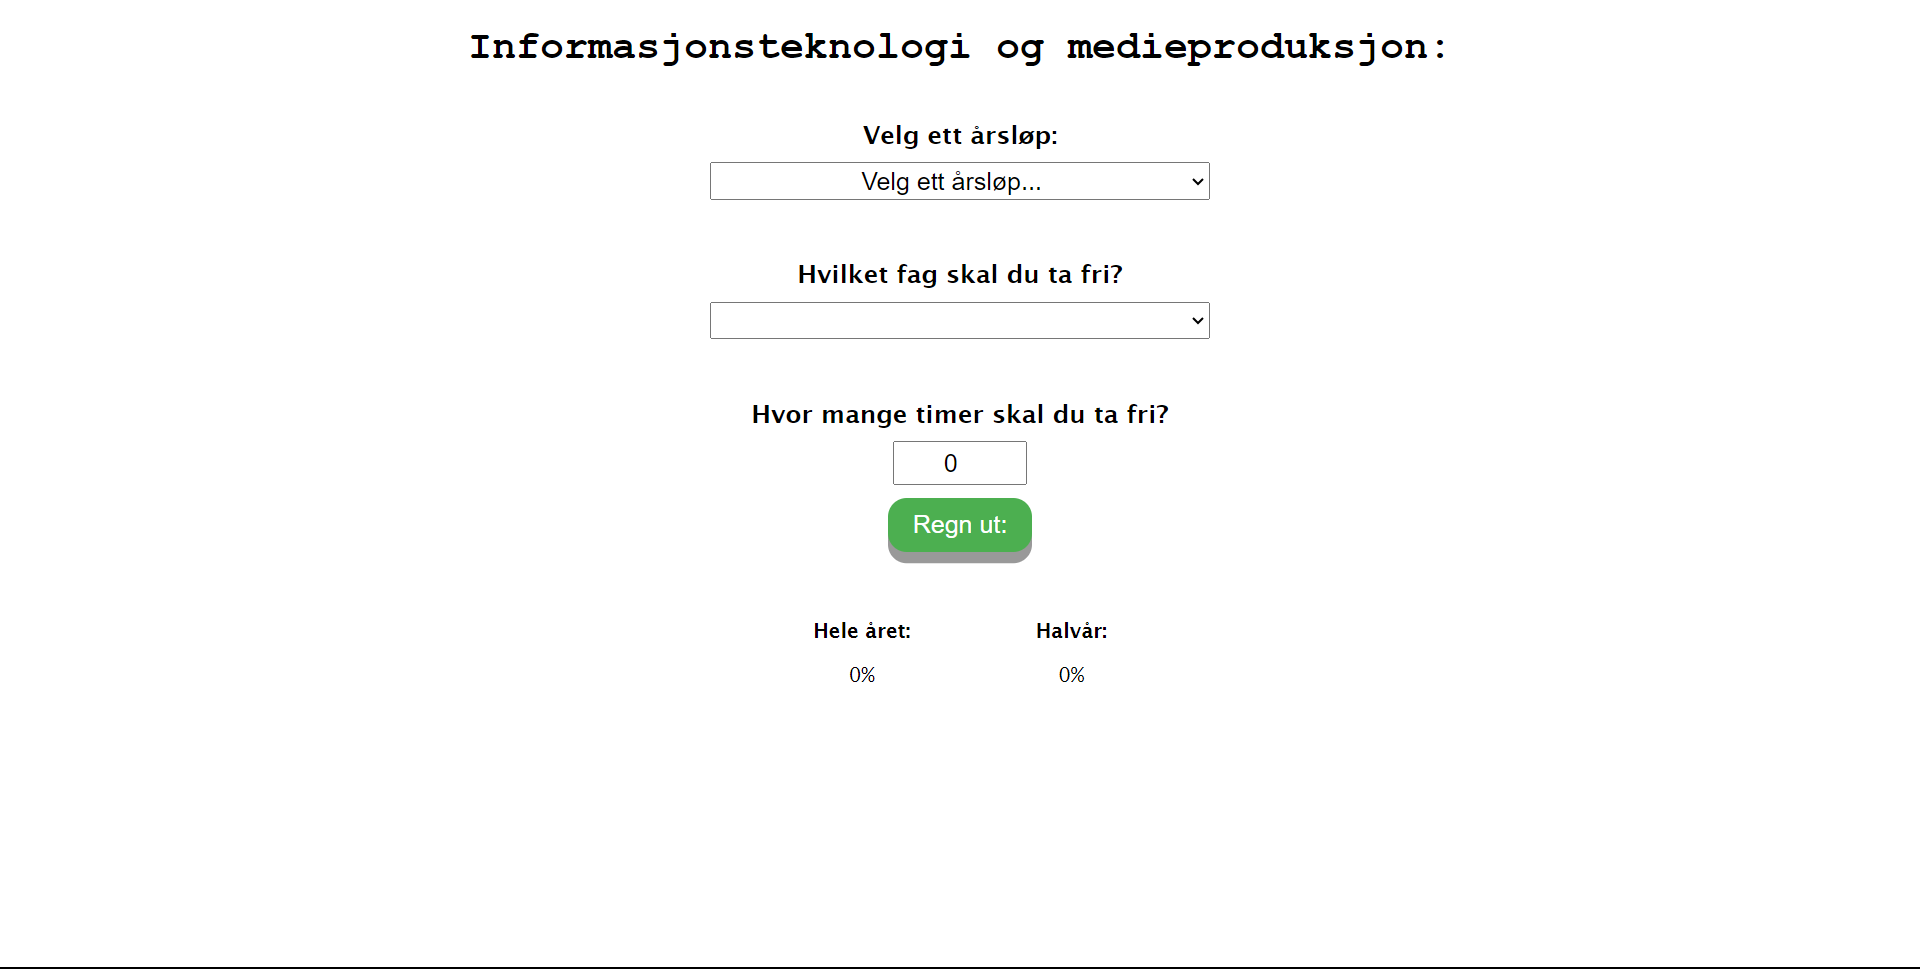 Informasjonsteknologi og medieproduksjon:
Velg ett årsløp:
Velg ett årsløp...
Hvilket fag skal du ta fri?
Hvor mange timer skal du ta fri?
0
Regn ut:
Hele året: Halvår:
0% 0%